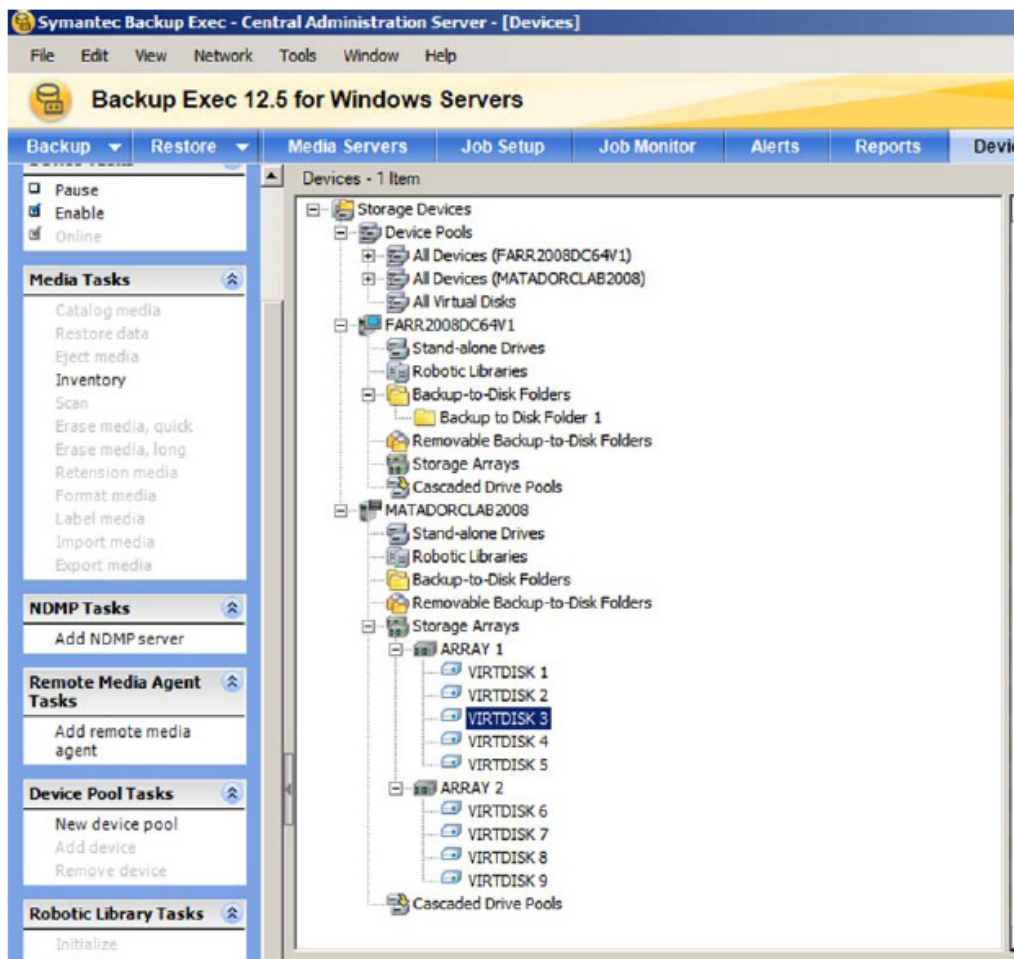 Symantec Backup Exec - Central Administration Server - [Devices]
File Edit View Network Tools Window Help
Backup Exec 12.5 for Windows Servers
Backup Restore Media Servers Job Setup Job Monitor Alerts Reports
Pause
Enable
Online
Media Tasks
Catalog media
Restore data
Eject media
Inventory
Scan
Erase media, quick
Erase media, long
Retension media
Format media
Label media
Import media
Export media
NDMP Tasks
Add NDMP server
Remote Media Agent
Tasks
Add remote media
agent
Device Pool Tasks
New device pool
Add device
Remove device
Robotic Library Tasks
Initialize
Devices - 1 Item
Storage Devices
Device Pools
All Devices (FARR2008DC64V1)
All Devices (MATADORCLAB2008)
All Virtual Disks
FARR2008DC64V1
Stand-alone Drives
Robotic Libraries
Backup-to-Disk Folders
Backup to Disk Folder 1
Removable Backup-to-Disk Folders
Storage Arrays
Cascaded Drive Pools
MATADORCLAB2008
Stand-alone Drives
Robotic Libraries
Backup-to-Disk Folders
Removable Backup-to-Disk Folders
Storage Arrays
ARRAY 1
VIRTDISK 1
VIRTDISK 2
VIRTDISK 3
VIRTDISK 4
VIRTDISK 5
ARRAY 2
VIRTDISK 6
VIRTDISK 7
VIRTDISK 8
VIRTDISK 9
Cascaded Drive Pools